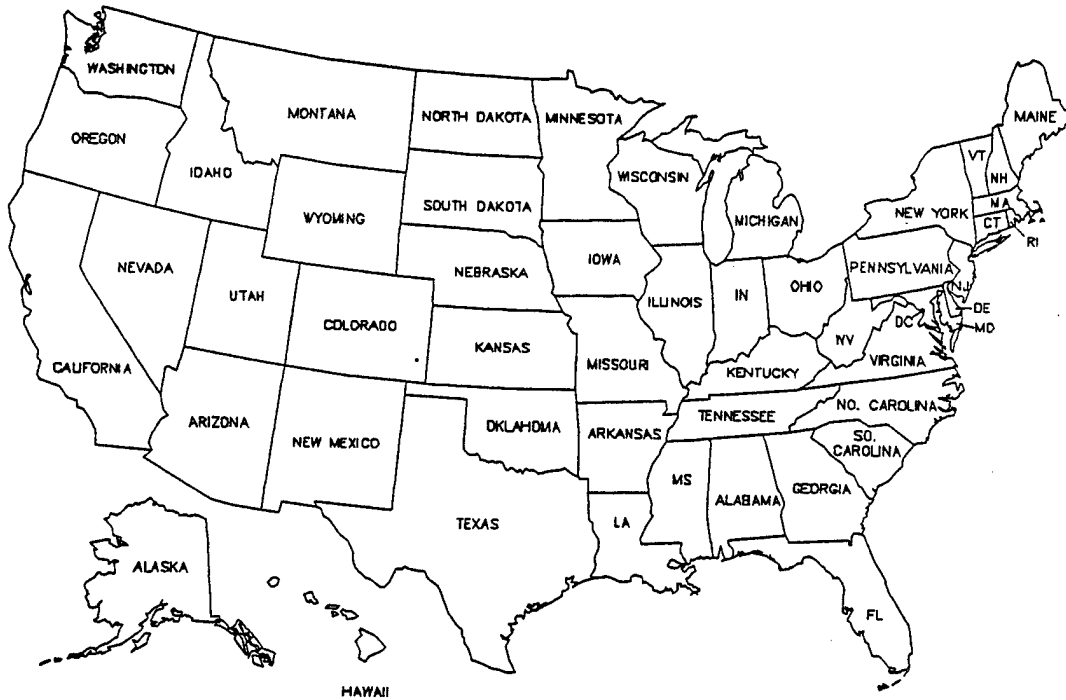 WASHINGTON
MONTANA
NORTH DAKOTA
MINNESOTA
MAINE
OREGON
IDAHO
WYOMING
SOUTH DAKOTA
WISCONSIN
MICHIGAN
VT
NH
NEW YORK
MA
CT
RI
NEVADA
UTAH
COLORADO
NEBRASKA
IOWA
ILLINOIS
IN
OHIO
PENNSYLVANIA
NJ
DE
MD
DC
CALIFORNIA
KANSAS
MISSOURI
KENTUCKY
WV
VIRGINIA
ARIZONA
NEW MEXICO
OKLAHOMA
ARKANSAS
TENNESSEE
NO. CAROLINA
SO.
CAROLINA
TEXAS
LA
MS
ALABAMA
GEORGIA
FL
ALASKA
HAWAII